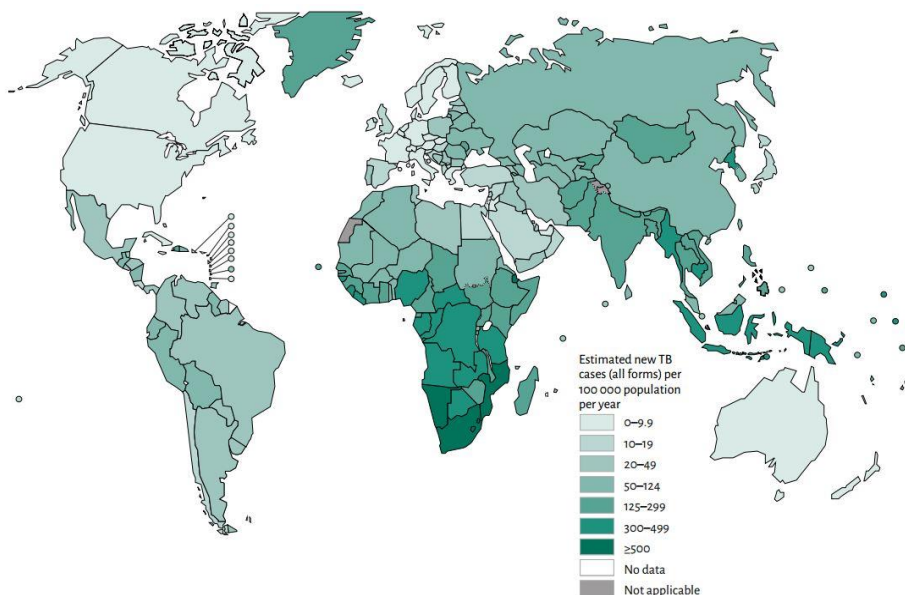 Estimated new TB
cases (all forms) per
100 000 population
per year
0–9.9
10–19
20–49
50–124
125–299
300–499
≥500
No data
Not applicable